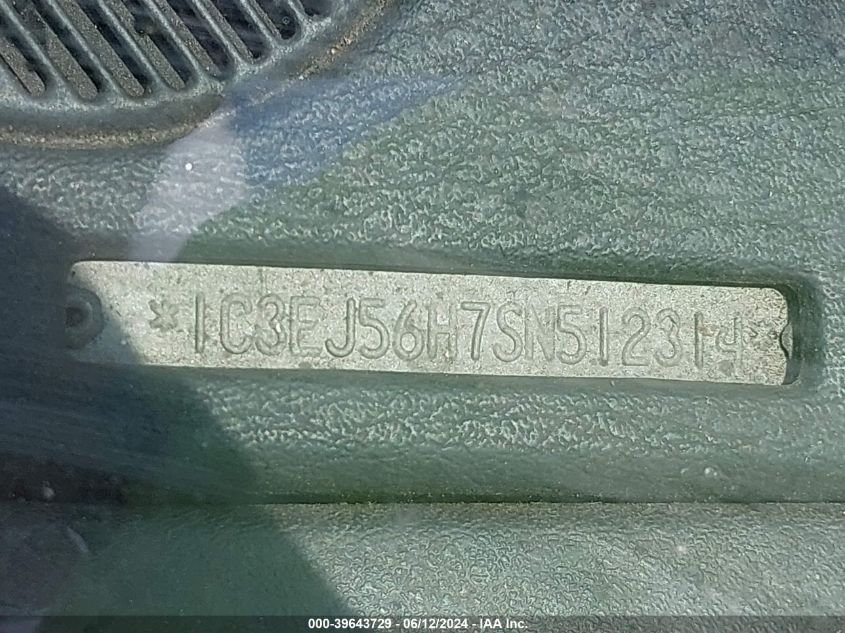 *1C3EJ56H7SN512314*
000-39643729 - 06/12/2024 - IAA Inc.